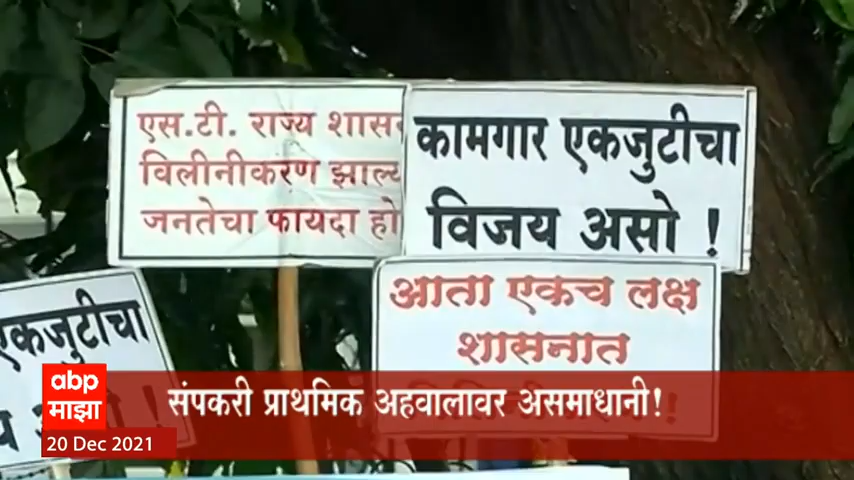 एस.टी. राज्य
विलीनीकरण
जनतेचा फायदा
कामगार एकजुटीचा
विजय असो !
आता एकच लक्ष
शासनात
एकजुटीचा
abp
माझा
संपकरी प्राथमिक अहवालावर असमाधानी!
20 Dec 2021